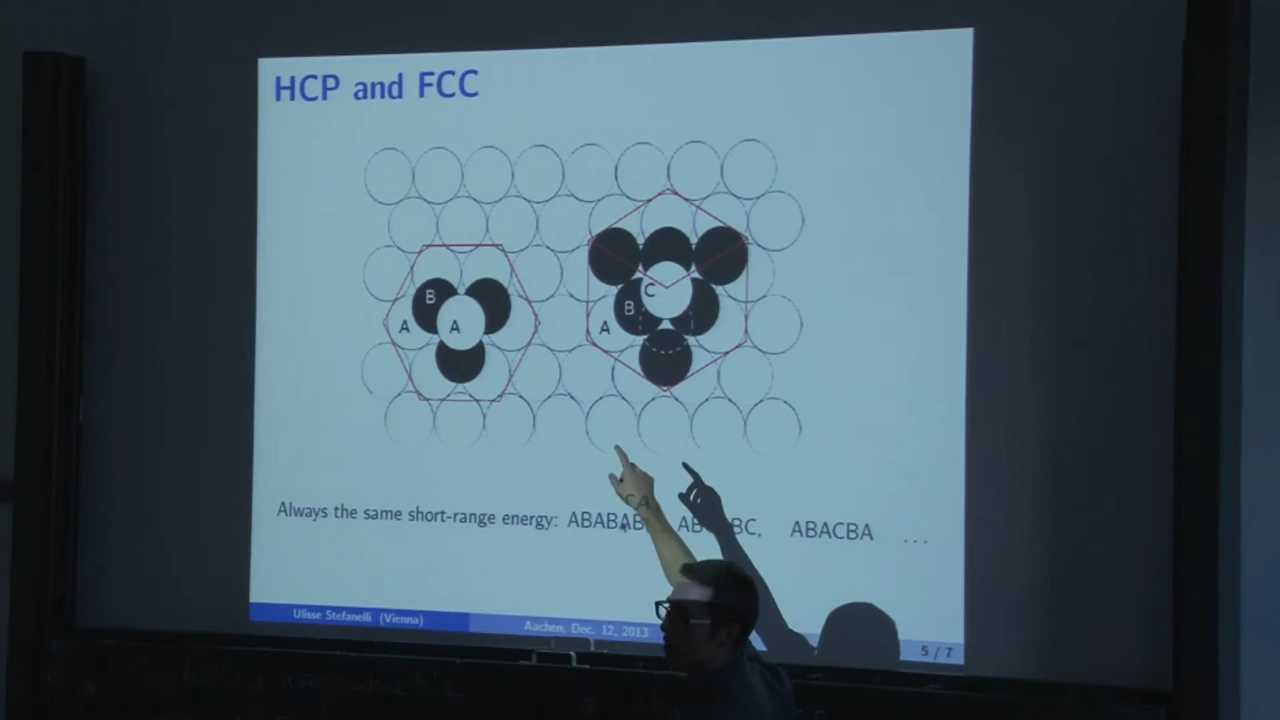 HCP and FCC
B
A
A
C
B
A
Always the same short-range energy: ABABAB ABCABC, ABACBA ...
Ulisse Stefanelli (Vienna)
Aachen, Dec. 12, 2013
5 / 7